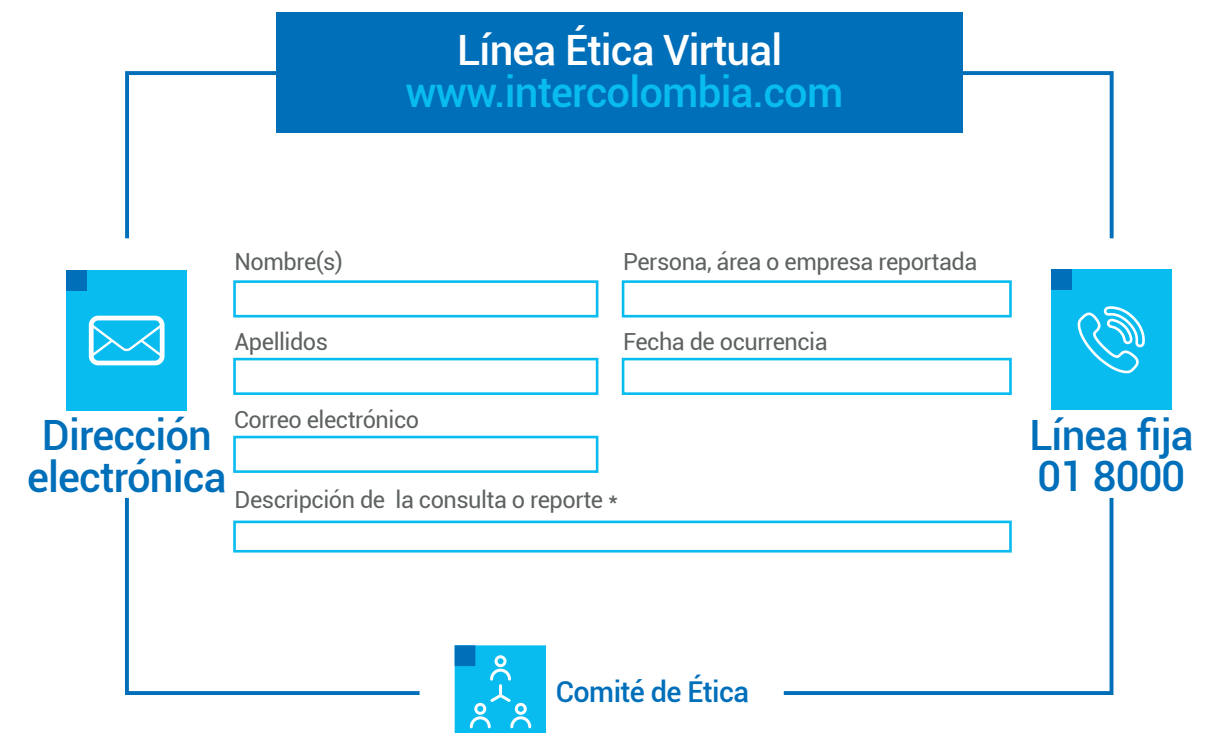 Línea Ética Virtual
www.intercolombia.com
Nombre(s)
Persona, área o empresa reportada
Apellidos
Fecha de ocurrencia
Correo electrónico
Descripción de la consulta o reporte *
Dirección
electrónica
Línea fija
01 8000
Comité de Ética